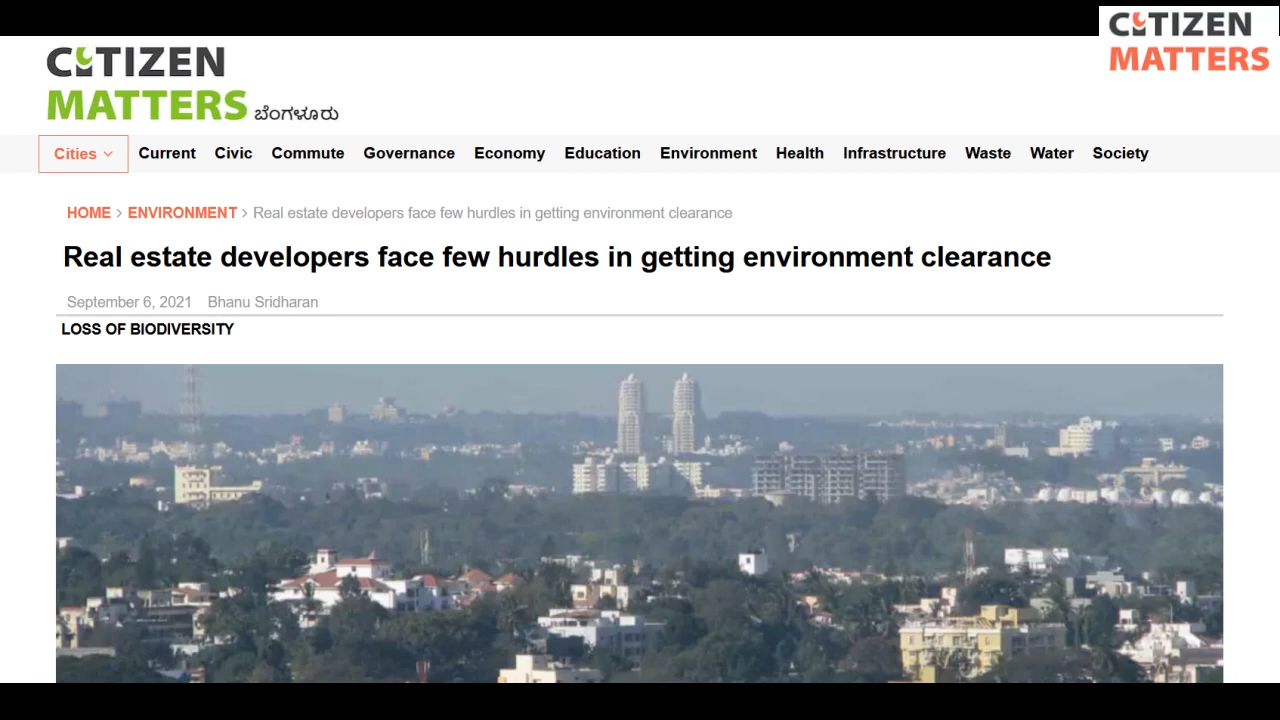 CITIZEN
MATTERS
CITIZEN
MATTERS ಬೆಂಗಳೂರು
Cities Current Civic Commute Governance Economy Education Environment Health Infrastructure Waste Water Society
HOME > ENVIRONMENT > Real estate developers face few hurdles in getting environment clearance
Real estate developers face few hurdles in getting environment clearance
September 6, 2021 Bhanu Sridharan
LOSS OF BIODIVERSITY